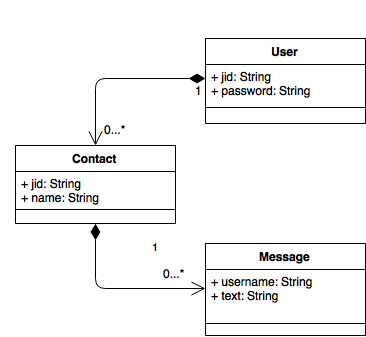 User
+ jid: String
+ password: String
1
0...*
Contact
+ jid: String
+ name: String
1
0...*
Message
+ username: String
+ text: String